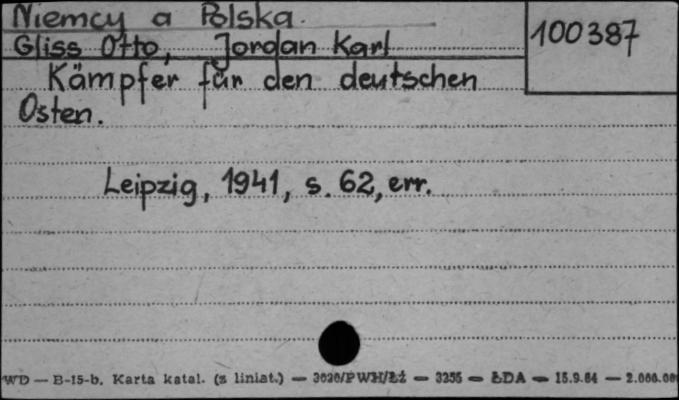 Niemcy a Polska.
100387
Gliss Otto, Jordan Karl
Kämpfer für den deutschen
Osten.
Leipzig, 1941, s. 62, err.
WD — B-15-b. Karta katal. (z liniat.) — 3020/PWH/Łź — 3255 — ŁDA — 15.9.64 — 2.000.00